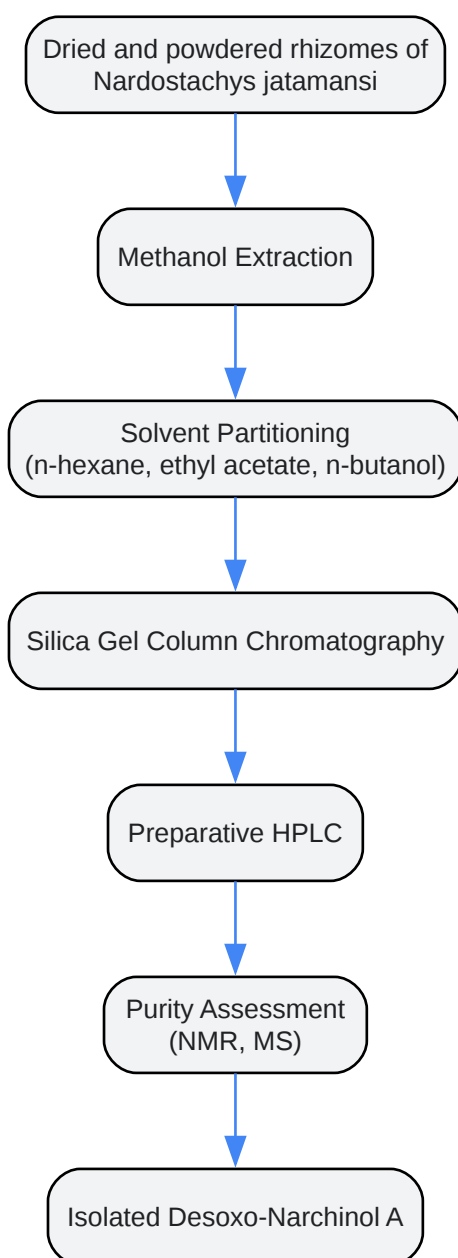 Dried and powdered rhizomes of
Nardostachys jatamansi
Methanol Extraction
Solvent Partitioning
(n-hexane, ethyl acetate, n-butanol)
Silica Gel Column Chromatography
Preparative HPLC
Purity Assessment
(NMR, MS)
Isolated Desoxo-Narchinol A